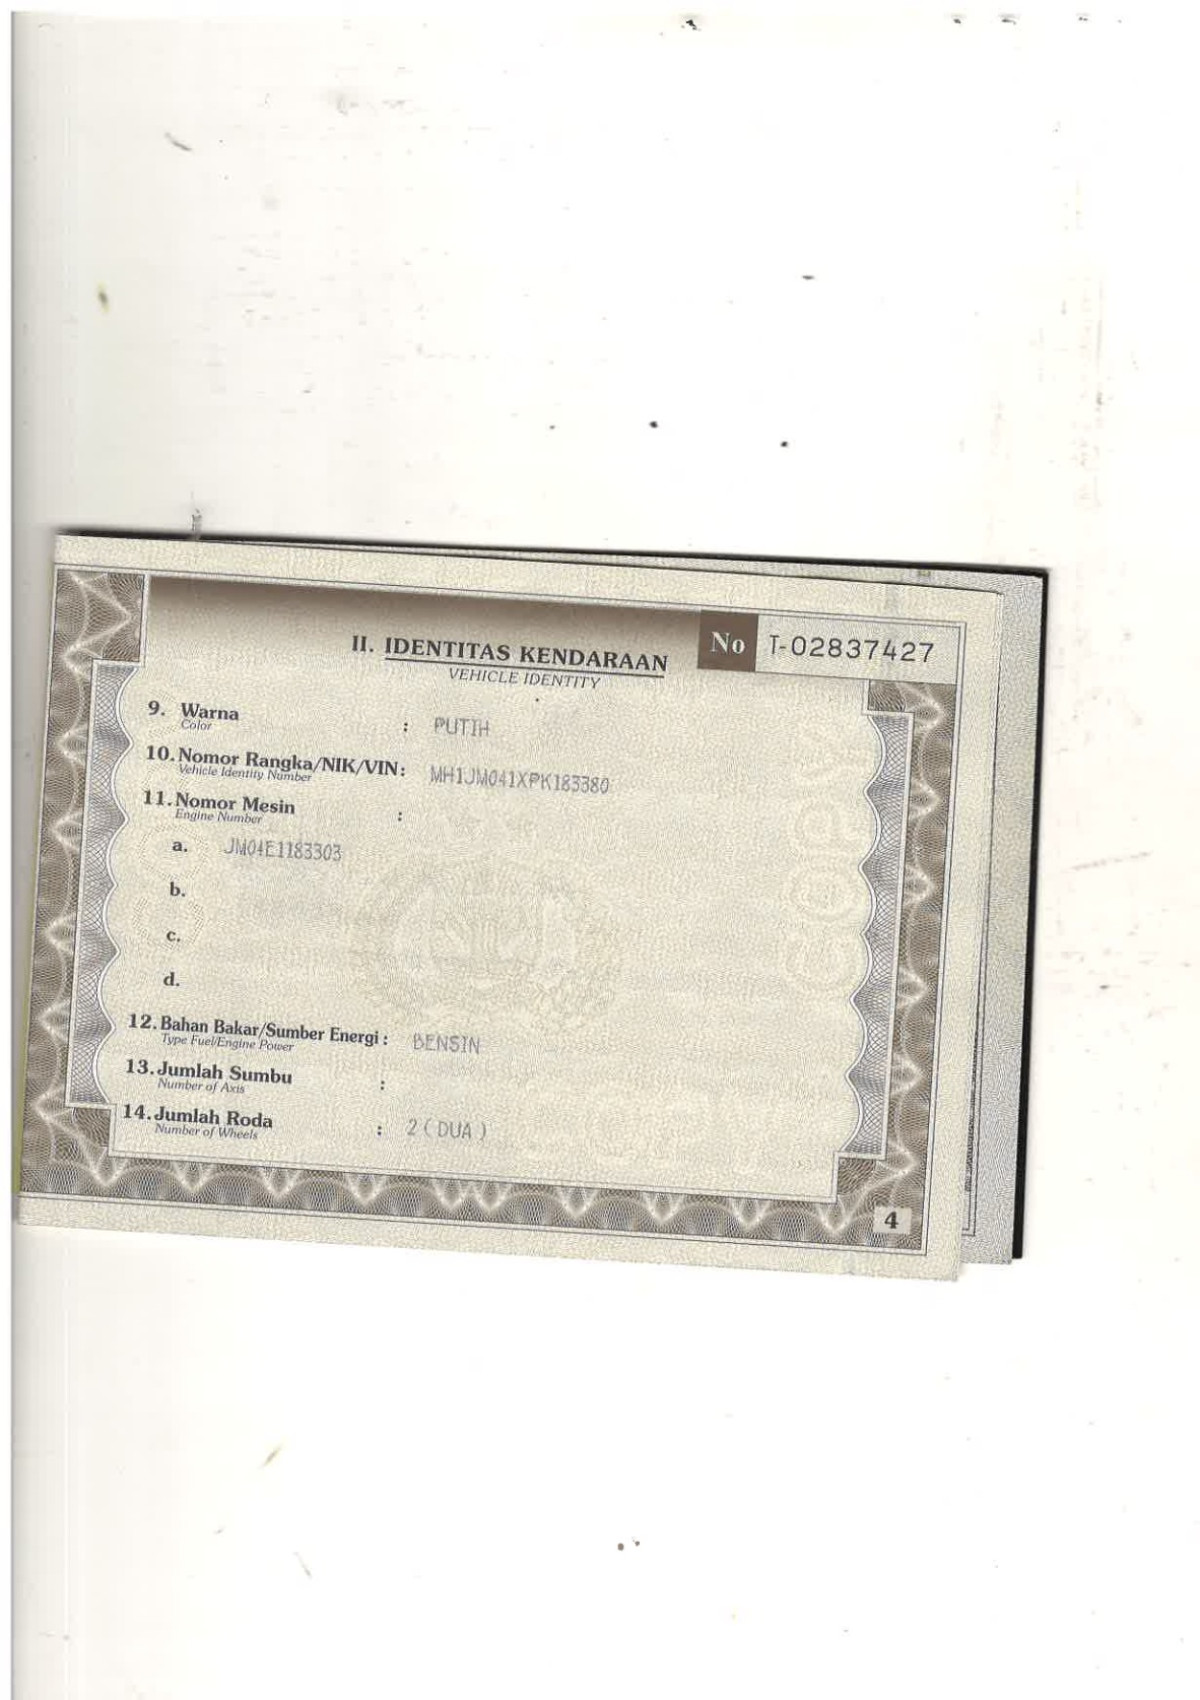 No T-02837427
II. IDENTITAS KENDARAAN
VEHICLE IDENTITY
9. Warna : PUTIH
Color
10. Nomor Rangka/NIK/VIN : MH1JM041XPK183380
Vehicle Identity Number
11. Nomor Mesin :
Engine Number
a. JM04E1183303
b.
c.
d.
12. Bahan Bakar/Sumber Energi : BENSIN
Type Fuel/Engine Power
13. Jumlah Sumbu :
Number of Axis
14. Jumlah Roda : 2 ( DUA )
Number of Wheels
COPY
4